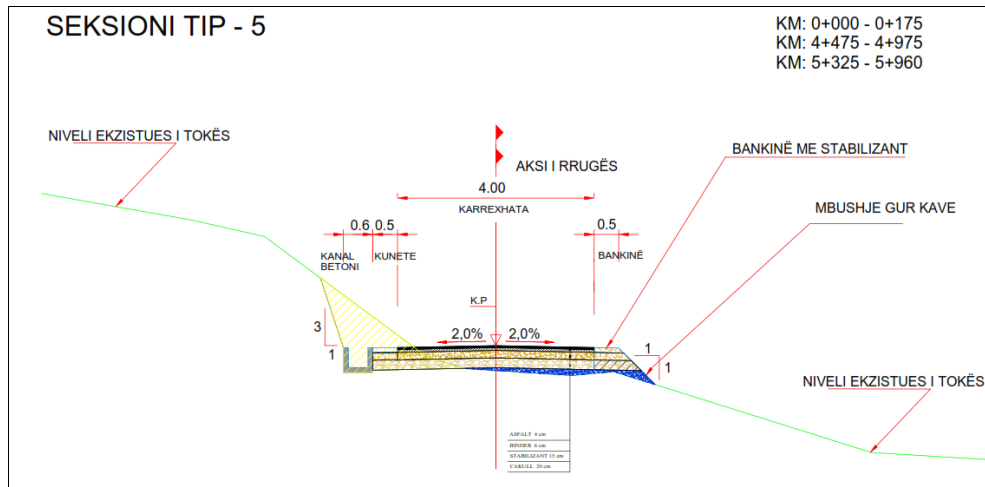 SEKSIONI TIP - 5
KM: 0+000 - 0+175
KM: 4+475 - 4+975
KM: 5+325 - 5+960
NIVELI EKZISTUES I TOKËS
BANKINË ME STABILIZANT
AKSI I RRUGËS
4.00
KARREXHATA
MBUSHJE GUR KAVE
0.6
0.5
0.5
KANAL
BETONI
KUNETE
BANKINË
K.P
3
1
2,0%
2,0%
1
1
NIVELI EKZISTUES I TOKËS
ASFALT 4 cm
BINDER 6 cm
STABILIZANT 15 cm
CAKULL 20 cm